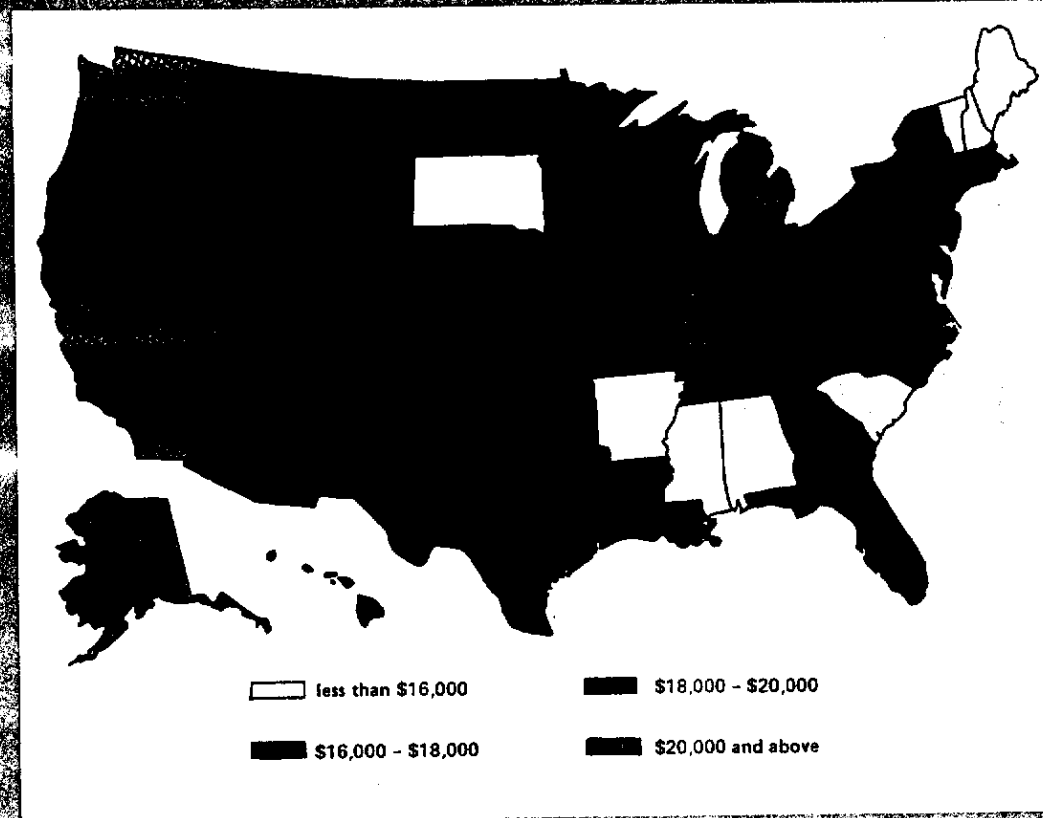 less than $16,000
$18,000 – $20,000
$16,000 – $18,000
$20,000 and above